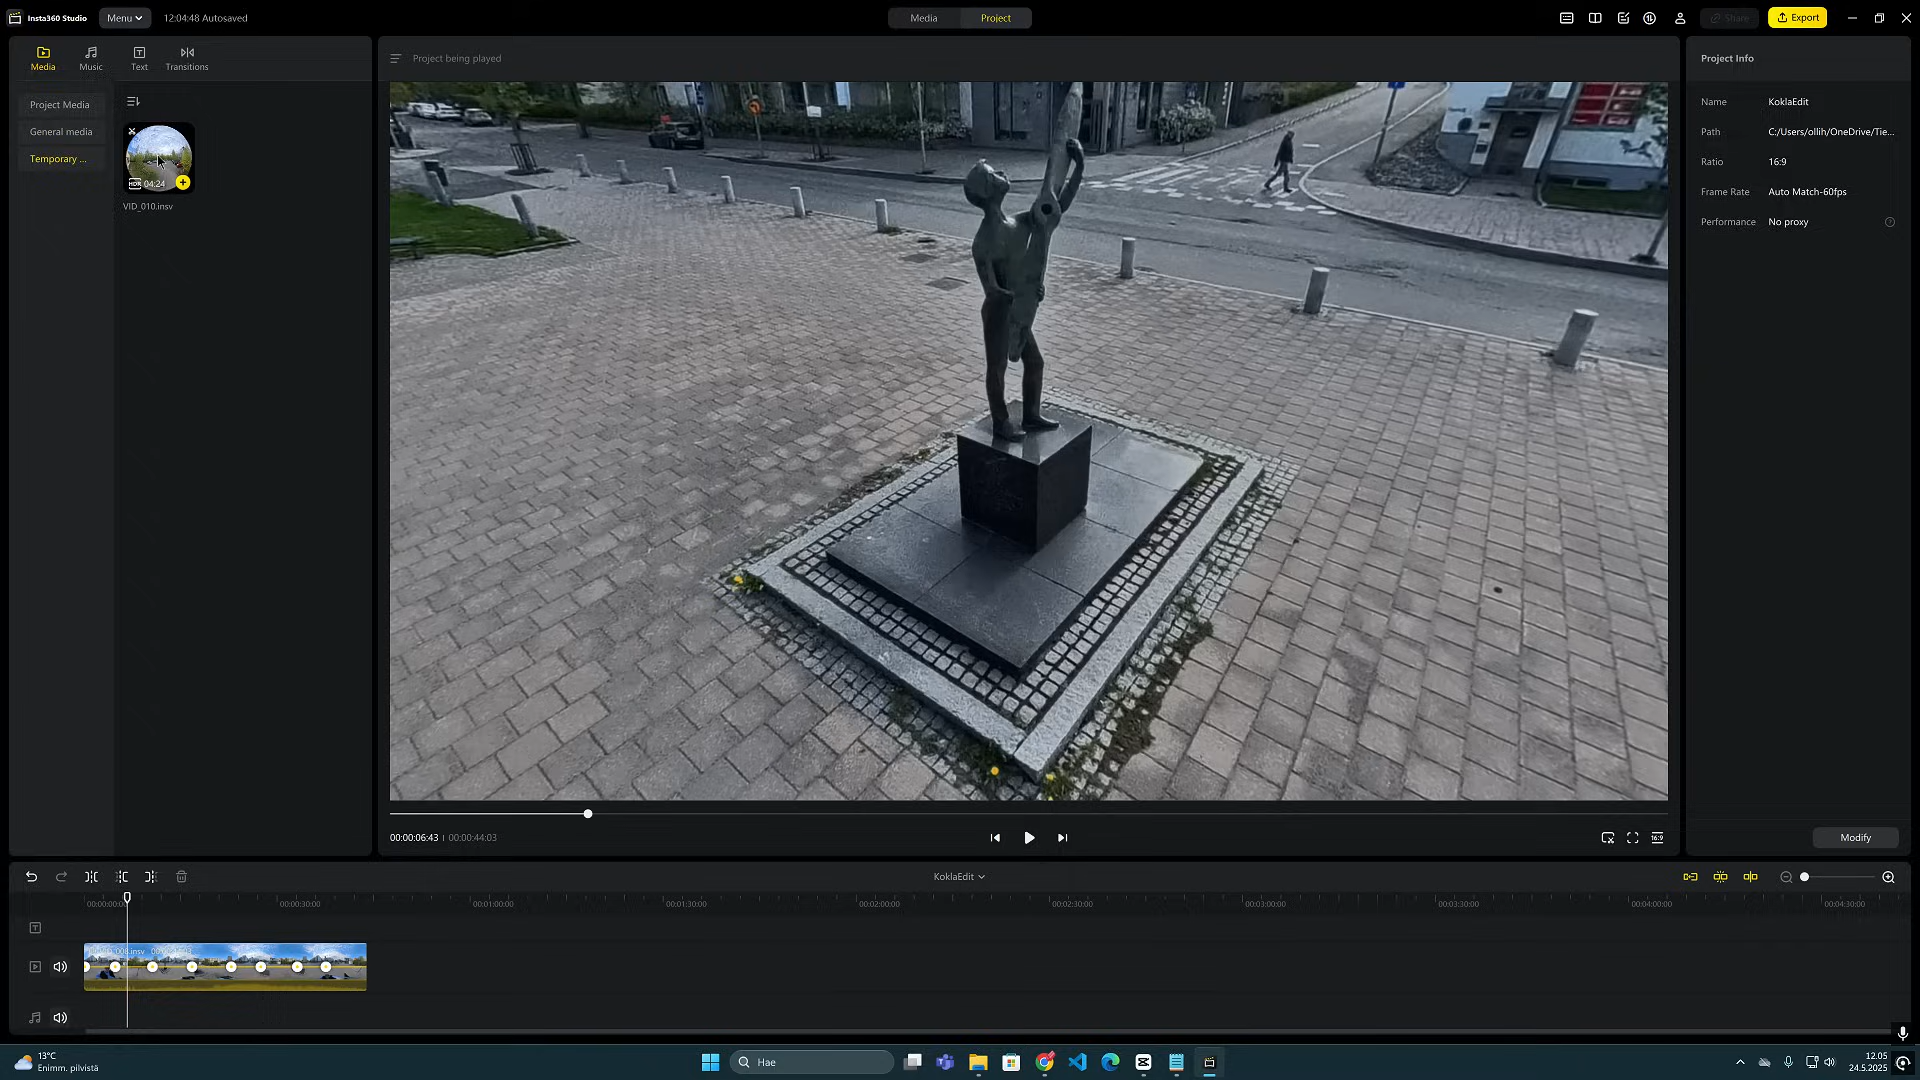 Insta360 Studio
Menu
12:04:48 Autosaved
Media
Project
Share
Export
Media
Music
Text
Transitions
Project being played
Project Info
Project Media
General media
Temporary ...
HDR 04:24
VID_010.insv
Name
KoklaEdit
Path
C:/Users/ollih/OneDrive/Tie...
Ratio
16:9
Frame Rate
Auto Match-60fps
Performance
No proxy
00:00:06:43 | 00:00:44:03
16:9
Modify
KoklaEdit
00:00:00:00
00:00:30:00
00:01:00:00
00:01:30:00
00:02:00:00
00:02:30:00
00:03:00:00
00:03:30:00
00:04:00:00
00:04:30:00
13°C
Enimm. pilvistä
Hae
12.05
24.5.2025